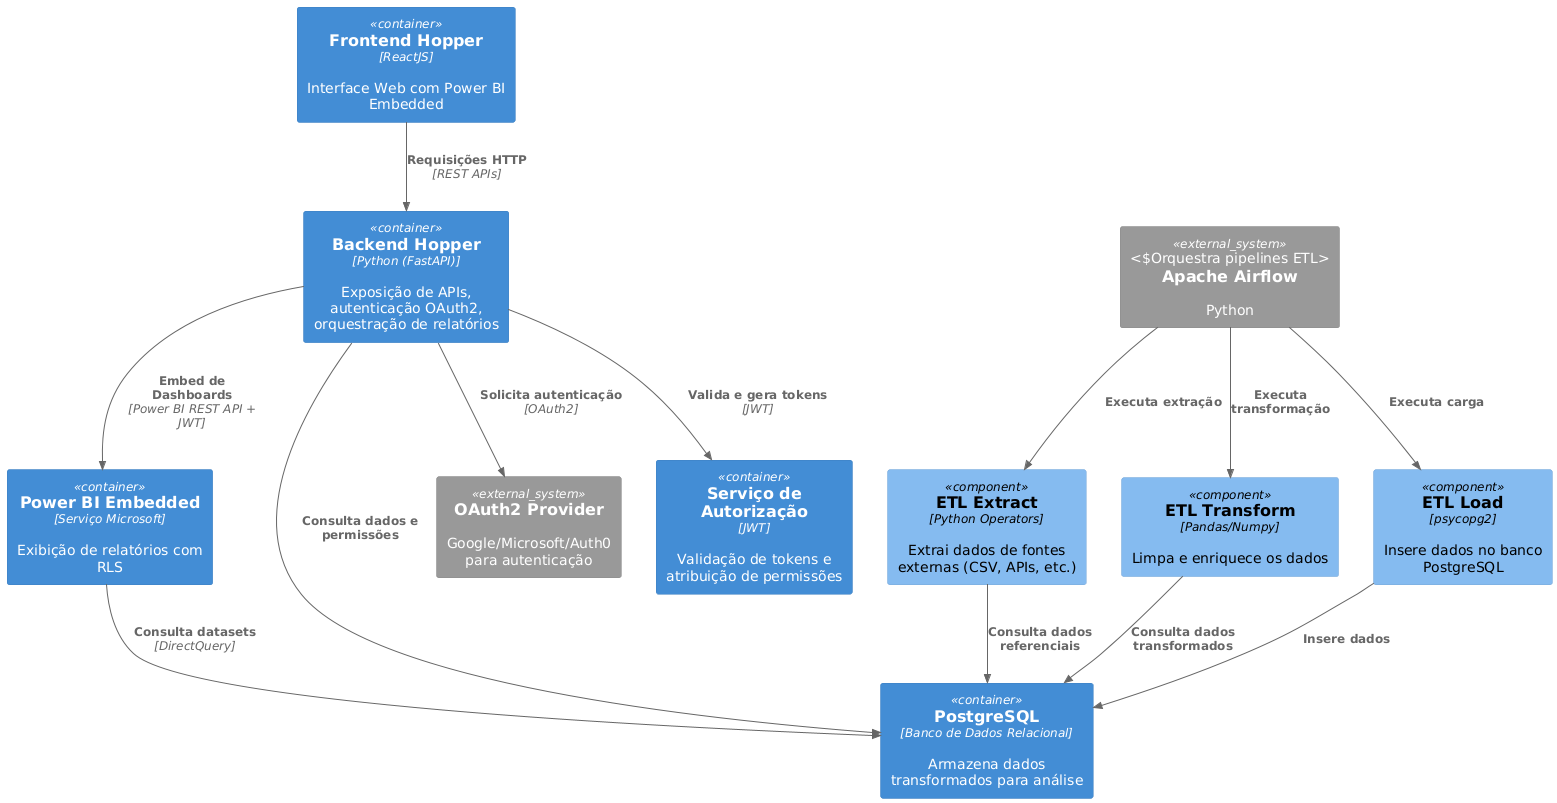 «container»
Frontend Hopper
[ReactJS]
Interface Web com Power BI
Embedded
Requisições HTTP
[REST APIs]
«container»
Backend Hopper
[Python (FastAPI)]
Exposição de APIs,
autenticação OAuth2,
orquestração de relatórios
«external_system»
<$Orquestra pipelines ETL>
Apache Airflow
Python
Embed de
Dashboards
[Power BI REST API +
JWT]
Solicita autenticação
[OAuth2]
Valida e gera tokens
[JWT]
Executa extração
Executa
transformação
Executa carga
«container»
Power BI Embedded
[Serviço Microsoft]
Exibição de relatórios com
RLS
Consulta dados e
permissões
«external_system»
OAuth2 Provider
Google/Microsoft/Auth0
para autenticação
«container»
Serviço de
Autorização
[JWT]
Validação de tokens e
atribuição de permissões
«component»
ETL Extract
[Python Operators]
Extrai dados de fontes
externas (CSV, APIs, etc.)
«component»
ETL Transform
[Pandas/Numpy]
Limpa e enriquece os dados
«component»
ETL Load
[psycopg2]
Insere dados no banco
PostgreSQL
Consulta datasets
[DirectQuery]
Consulta dados
referenciais
Consulta dados
transformados
Insere dados
«container»
PostgreSQL
[Banco de Dados Relacional]
Armazena dados
transformados para análise